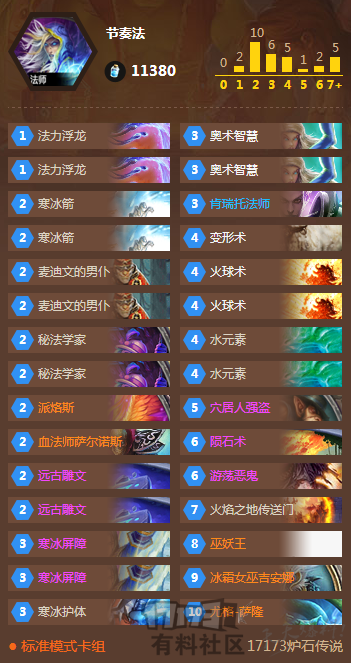 节奏法
法师
11380
0 2 10 6 5 1 2 5
0 1 2 3 4 5 6 7+
1 法力浮龙
1 法力浮龙
2 寒冰箭
2 寒冰箭
2 麦迪文的男仆
2 麦迪文的男仆
2 秘法学家
2 秘法学家
2 派烙斯
2 血法师萨尔诺斯
2 远古雕文
2 远古雕文
3 寒冰屏障
3 寒冰屏障
3 寒冰护体
3 奥术智慧
3 奥术智慧
3 肯瑞托法师
4 变形术
4 火球术
4 火球术
4 水元素
4 水元素
5 穴居人强盗
6 陨石术
6 游荡恶鬼
7 火焰之地传送门
8 巫妖王
9 冰霜女巫吉安娜
10 尤格-萨隆
标准模式卡组
有料社区
17173炉石传说